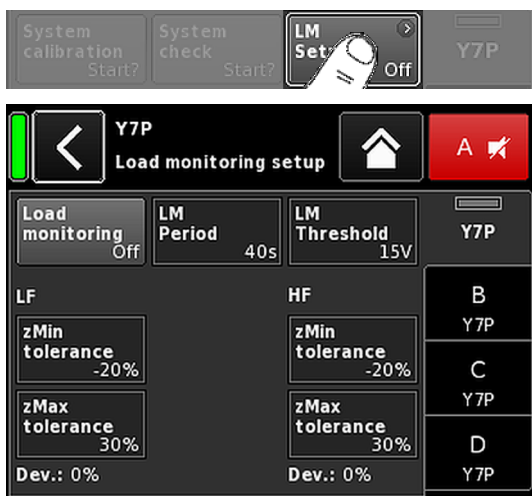 System calibration Start?
System check Start?
LM
Off
Y7P
Y7P
Load monitoring setup
A
Load monitoring Off
LM Period 40s
LM Threshold 15V
Y7P
LF
HF
B
Y7P
zMin tolerance -20%
zMin tolerance -20%
C
Y7P
zMax tolerance 30%
zMax tolerance 30%
D
Y7P
Dev.: 0%
Dev.: 0%